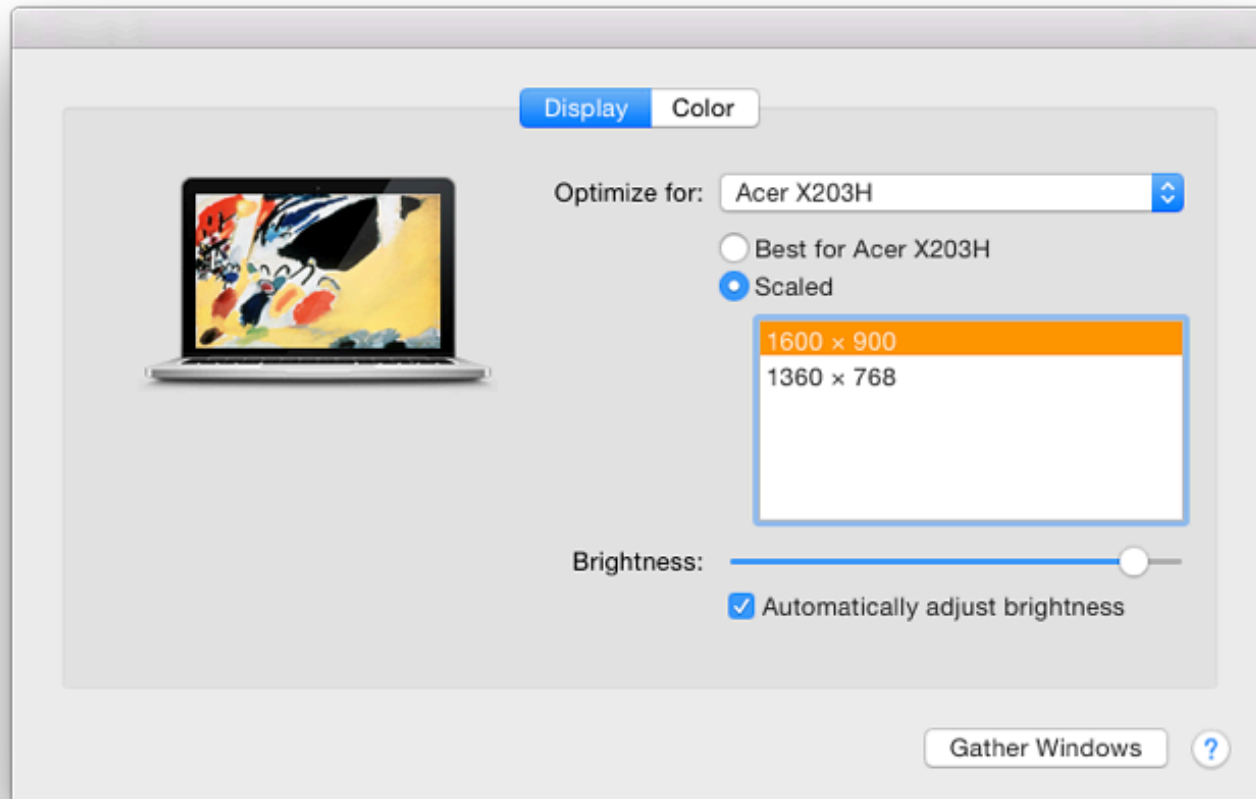 Display Color
Optimize for: Acer X203H
Best for Acer X203H
Scaled
1600 × 900
1360 × 768
Brightness:
Automatically adjust brightness
Gather Windows ?